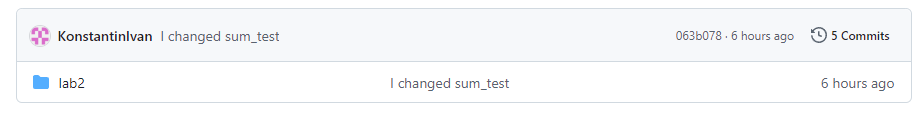 KonstantinIvan I changed sum_test 063b078 · 6 hours ago 5 Commits
lab2 I changed sum_test 6 hours ago